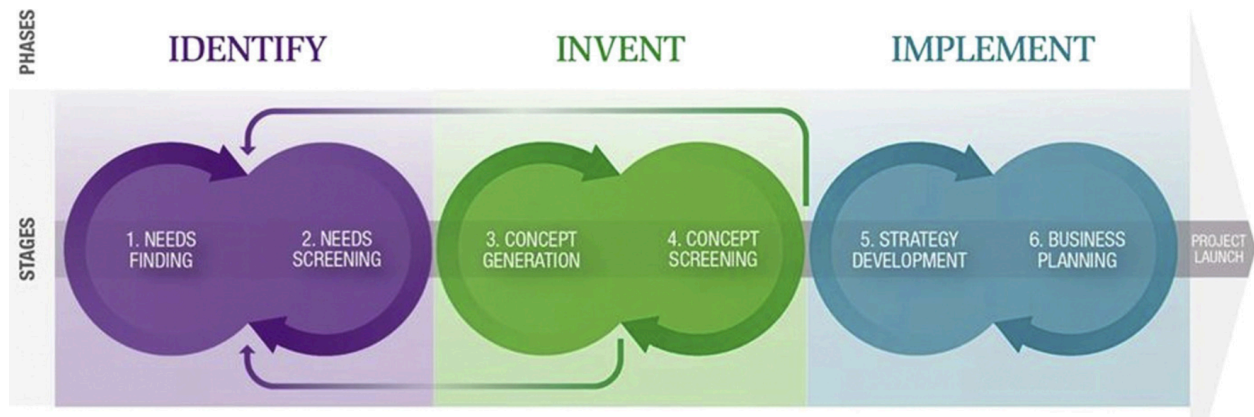 PHASES
IDENTIFY
INVENT
IMPLEMENT
STAGES
1. NEEDS
FINDING
2. NEEDS
SCREENING
3. CONCEPT
GENERATION
4. CONCEPT
SCREENING
5. STRATEGY
DEVELOPMENT
6. BUSINESS
PLANNING
PROJECT
LAUNCH